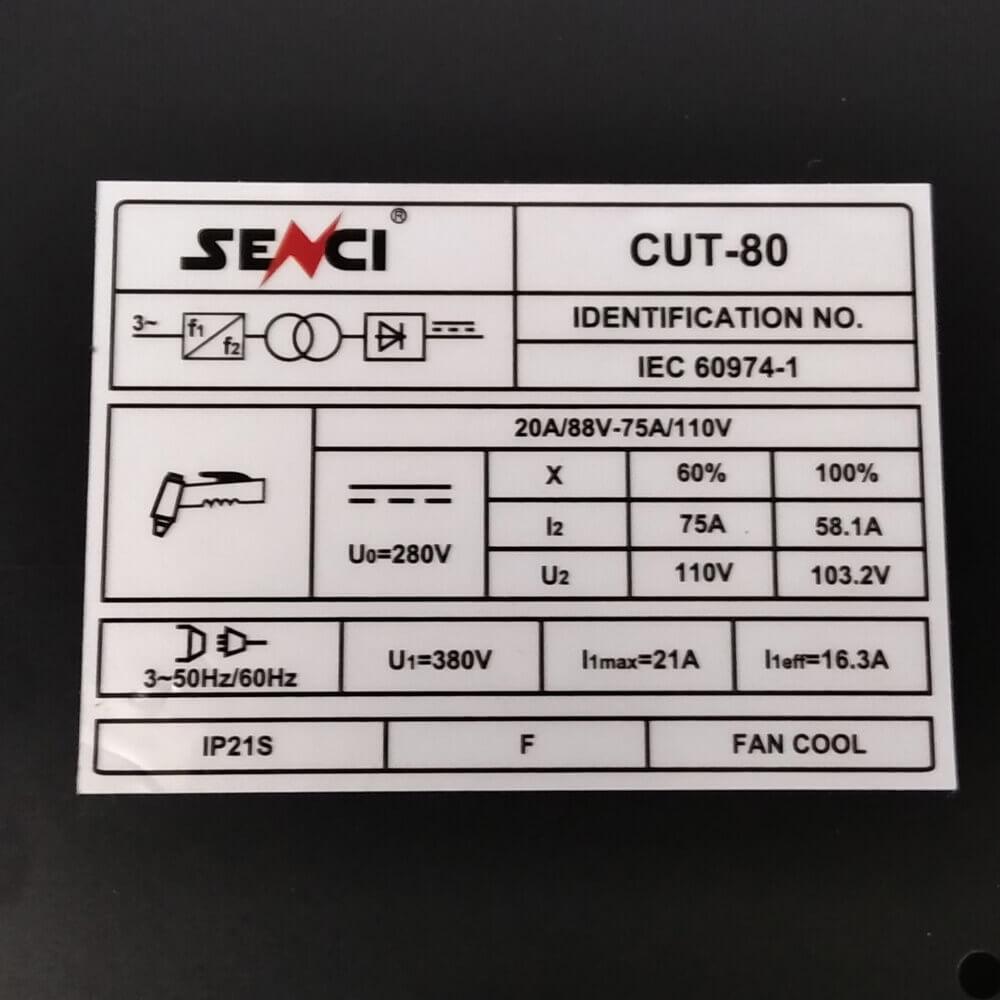 SENCI®
CUT-80
3~ f1 f2
IDENTIFICATION NO.
IEC 60974-1
20A/88V-75A/110V
X 60% 100%
I2 75A 58.1A
U0=280V
U2 110V 103.2V
3~50Hz/60Hz
U1=380V
I1max=21A
I1eff=16.3A
IP21S
F
FAN COOL